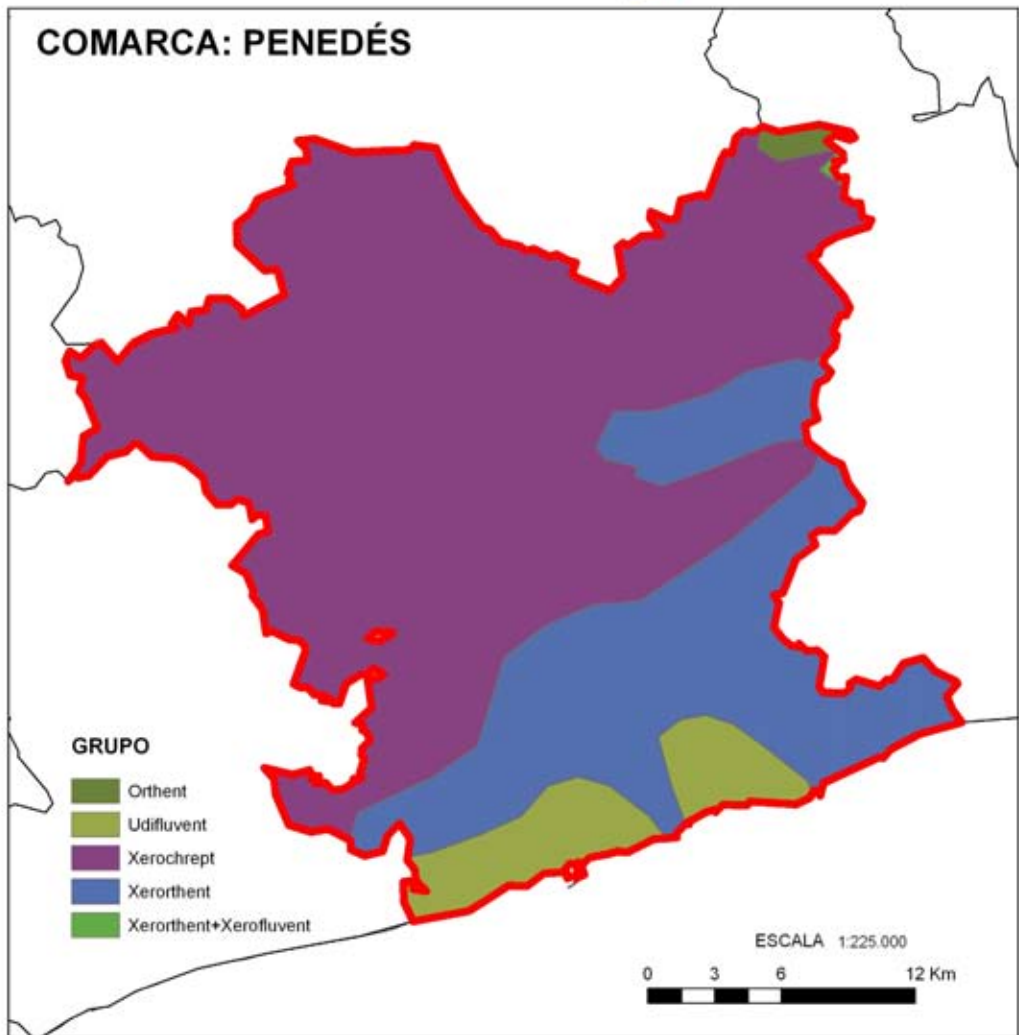 COMARCA: PENEDÉS
GRUPO
Orthent
Udifluvent
Xerochrept
Xerorthent
Xerorthent+Xerofluvent
ESCALA 1:225.000
0 3 6 12 Km